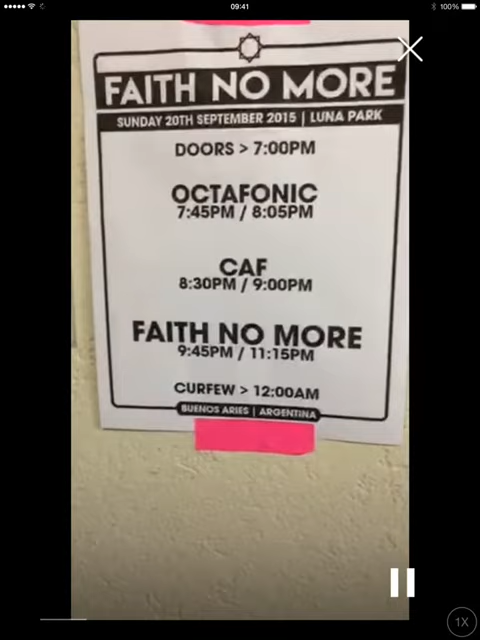 09:41
100%
FAITH NO MORE
SUNDAY 20TH SEPTEMBER 2015 | LUNA PARK
DOORS > 7:00PM
OCTAFONIC
7:45PM / 8:05PM
CAF
8:30PM / 9:00PM
FAITH NO MORE
9:45PM / 11:15PM
CURFEW > 12:00AM
BUENOS ARIES | ARGENTINA
1X